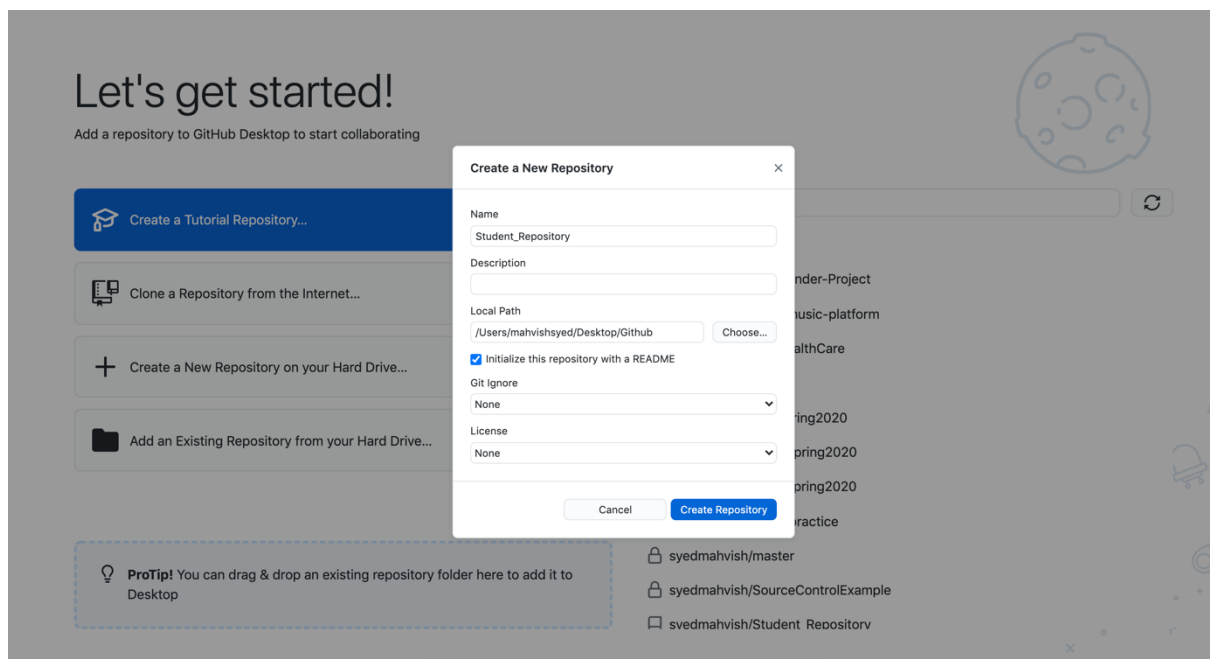 Let's get started!
Add a repository to GitHub Desktop to start collaborating
Create a Tutorial Repository...
Clone a Repository from the Internet...
Create a New Repository on your Hard Drive...
Add an Existing Repository from your Hard Drive...
ProTip! You can drag & drop an existing repository folder here to add it to
Desktop
Create a New Repository
Name
Student_Repository
Description
Local Path
/Users/mahvishsyed/Desktop/Github
Choose...
Initialize this repository with a README
Git Ignore
None
License
None
Cancel
Create Repository
nder-Project
usic-platform
althCare
ring2020
pring2020
pring2020
ractice
syedmahvish/master
syedmahvish/SourceControlExample
syedmahvish/Student_Repository